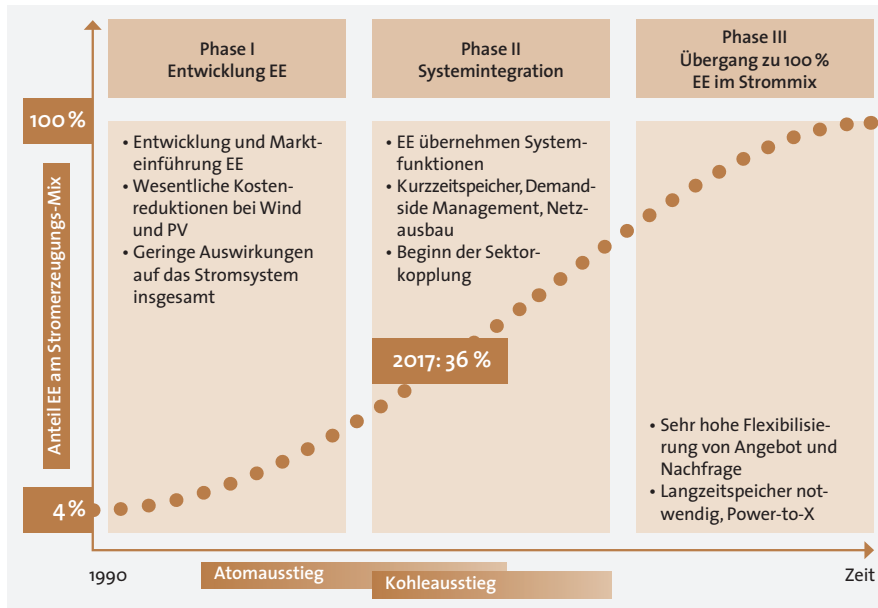 Phase I
Entwicklung EE
Phase II
Systemintegration
Phase III
Übergang zu 100 %
EE im Strommix
100 %
Anteil EE am Stromerzeugungs-Mix
4 %
• Entwicklung und Markt-
einführung EE
• Wesentliche Kosten-
reduktionen bei Wind
und PV
• Geringe Auswirkungen
auf das Stromsystem
insgesamt
• EE übernehmen System-
funktionen
• Kurzzeitspeicher, Demand-
side Management, Netz-
ausbau
• Beginn der Sektor-
kopplung
2017: 36 %
• Sehr hohe Flexibilisie-
rung von Angebot und
Nachfrage
• Langzeitspeicher not-
wendig, Power-to-X
1990
Atomausstieg
Kohleausstieg
Zeit